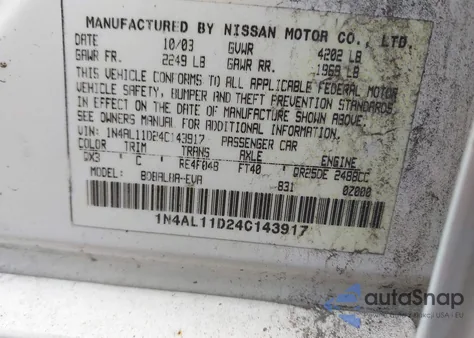 MANUFACTURED BY NISSAN MOTOR CO., LTD.
DATE 10/03 GVWR 4202 LB
GAWR FR. 2249 LB GAWR RR. 1969 LB
THIS VEHICLE CONFORMS TO ALL APPLICABLE FEDERAL MOTOR
VEHICLE SAFETY, BUMPER AND THEFT PREVENTION STANDARDS
IN EFFECT ON THE DATE OF MANUFACTURE SHOWN ABOVE.
SEE OWNERS MANUAL FOR ADDITIONAL INFORMATION.
VIN:1N4AL11D24C143917 PASSENGER CAR
COLOR TRIM TRANS AXLE ENGINE
QX3 C RE4F04B FT40 QR25DE 2488CC
MODEL: -EVA 831 0Z000
1N4AL11D24C143917
autoSnap